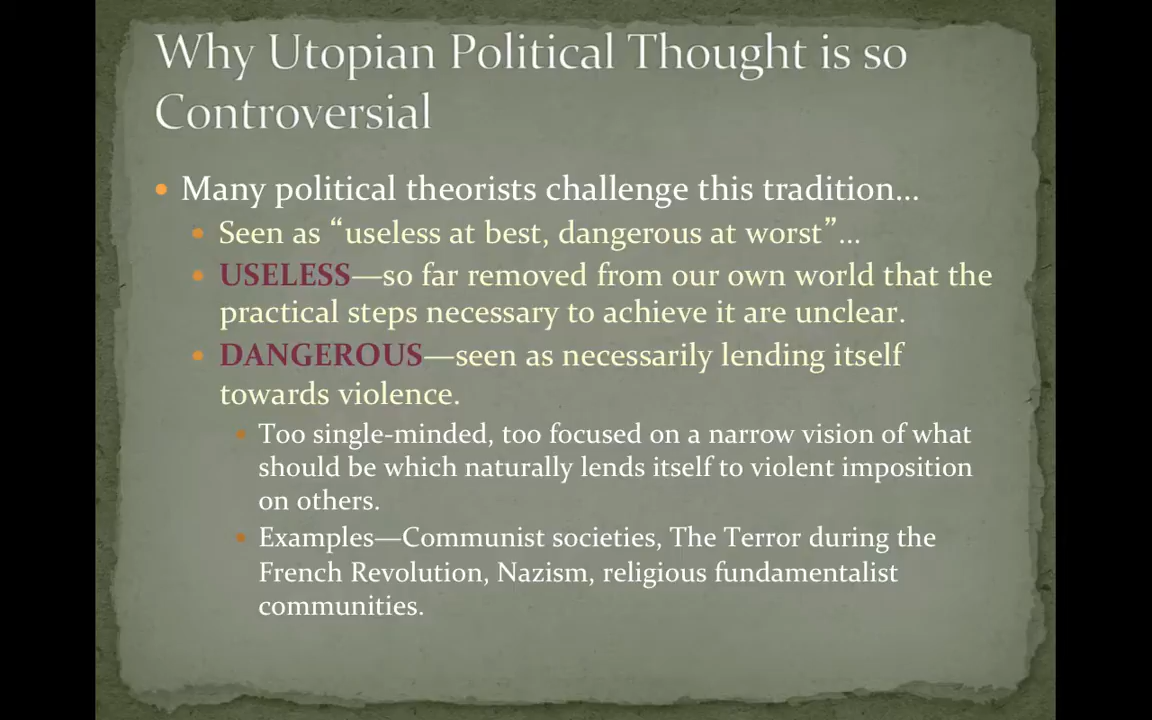 Why Utopian Political Thought is so
Controversial
Many political theorists challenge this tradition…
Seen as “useless at best, dangerous at worst”…
USELESS—so far removed from our own world that the
practical steps necessary to achieve it are unclear.
DANGEROUS—seen as necessarily lending itself
towards violence.
Too single-minded, too focused on a narrow vision of what
should be which naturally lends itself to violent imposition
on others.
Examples—Communist societies, The Terror during the
French Revolution, Nazism, religious fundamentalist
communities.